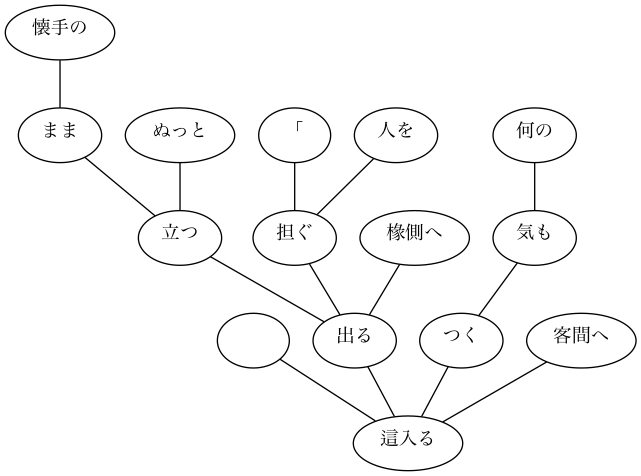 懐手の
まま
ぬっと
「
人を
何の
立つ
担ぐ
椽側へ
気も
出る
つく
客間へ
這入る